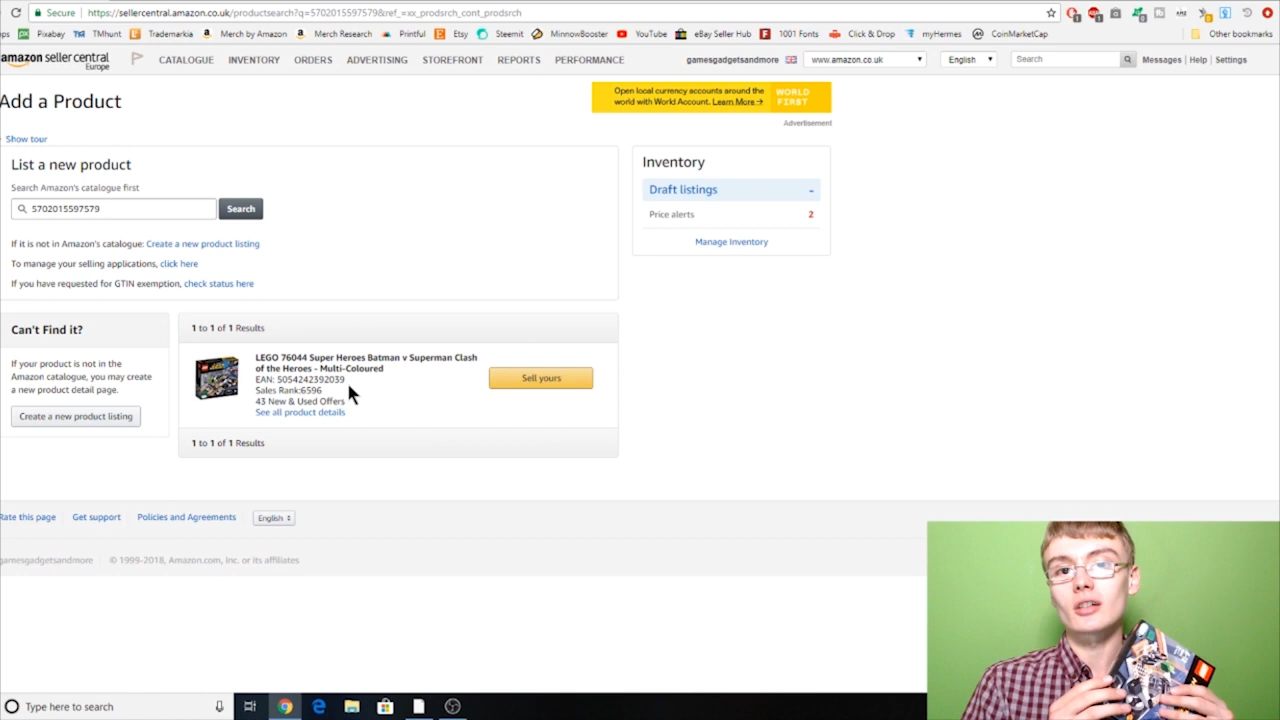 Secure https://sellercentral.amazon.co.uk/productsearch?q=5702015597579&ref_=xx_prodsrch_cont_prodsrch
ps Pixabay TMhunt Trademarkia Merch by Amazon Merch Research Printful Etsy Steemit MinnowBooster YouTube eBay Seller Hub 1001 Fonts Click & Drop myHermes CoinMarketCap Other bookmarks
amazon seller central
Europe
CATALOGUE INVENTORY ORDERS ADVERTISING STOREFRONT REPORTS PERFORMANCE gamesgadgetsandmore www.amazon.co.uk English Search Messages Help Settings
Add a Product
Open local currency accounts around the
world with World Account. Learn More →
WORLD
FIRST
Advertisement
Show tour
List a new product
Search Amazon's catalogue first
5702015597579 Search
If it is not in Amazon's catalogue: Create a new product listing
To manage your selling applications, click here
If you have requested for GTIN exemption, check status here
Inventory
Draft listings -
Price alerts 2
Manage Inventory
Can't Find it?
If your product is not in the
Amazon catalogue, you may create
a new product detail page.
Create a new product listing
1 to 1 of 1 Results
LEGO 76044 Super Heroes Batman v Superman Clash
of the Heroes - Multi-Coloured
EAN: 5054242392039
Sales Rank:6596
43 New & Used Offers
See all product details
Sell yours
1 to 1 of 1 Results
Rate this page Get support Policies and Agreements English
gamesgadgetsandmore © 1999-2018, Amazon.com, Inc. or its affiliates
Type here to search